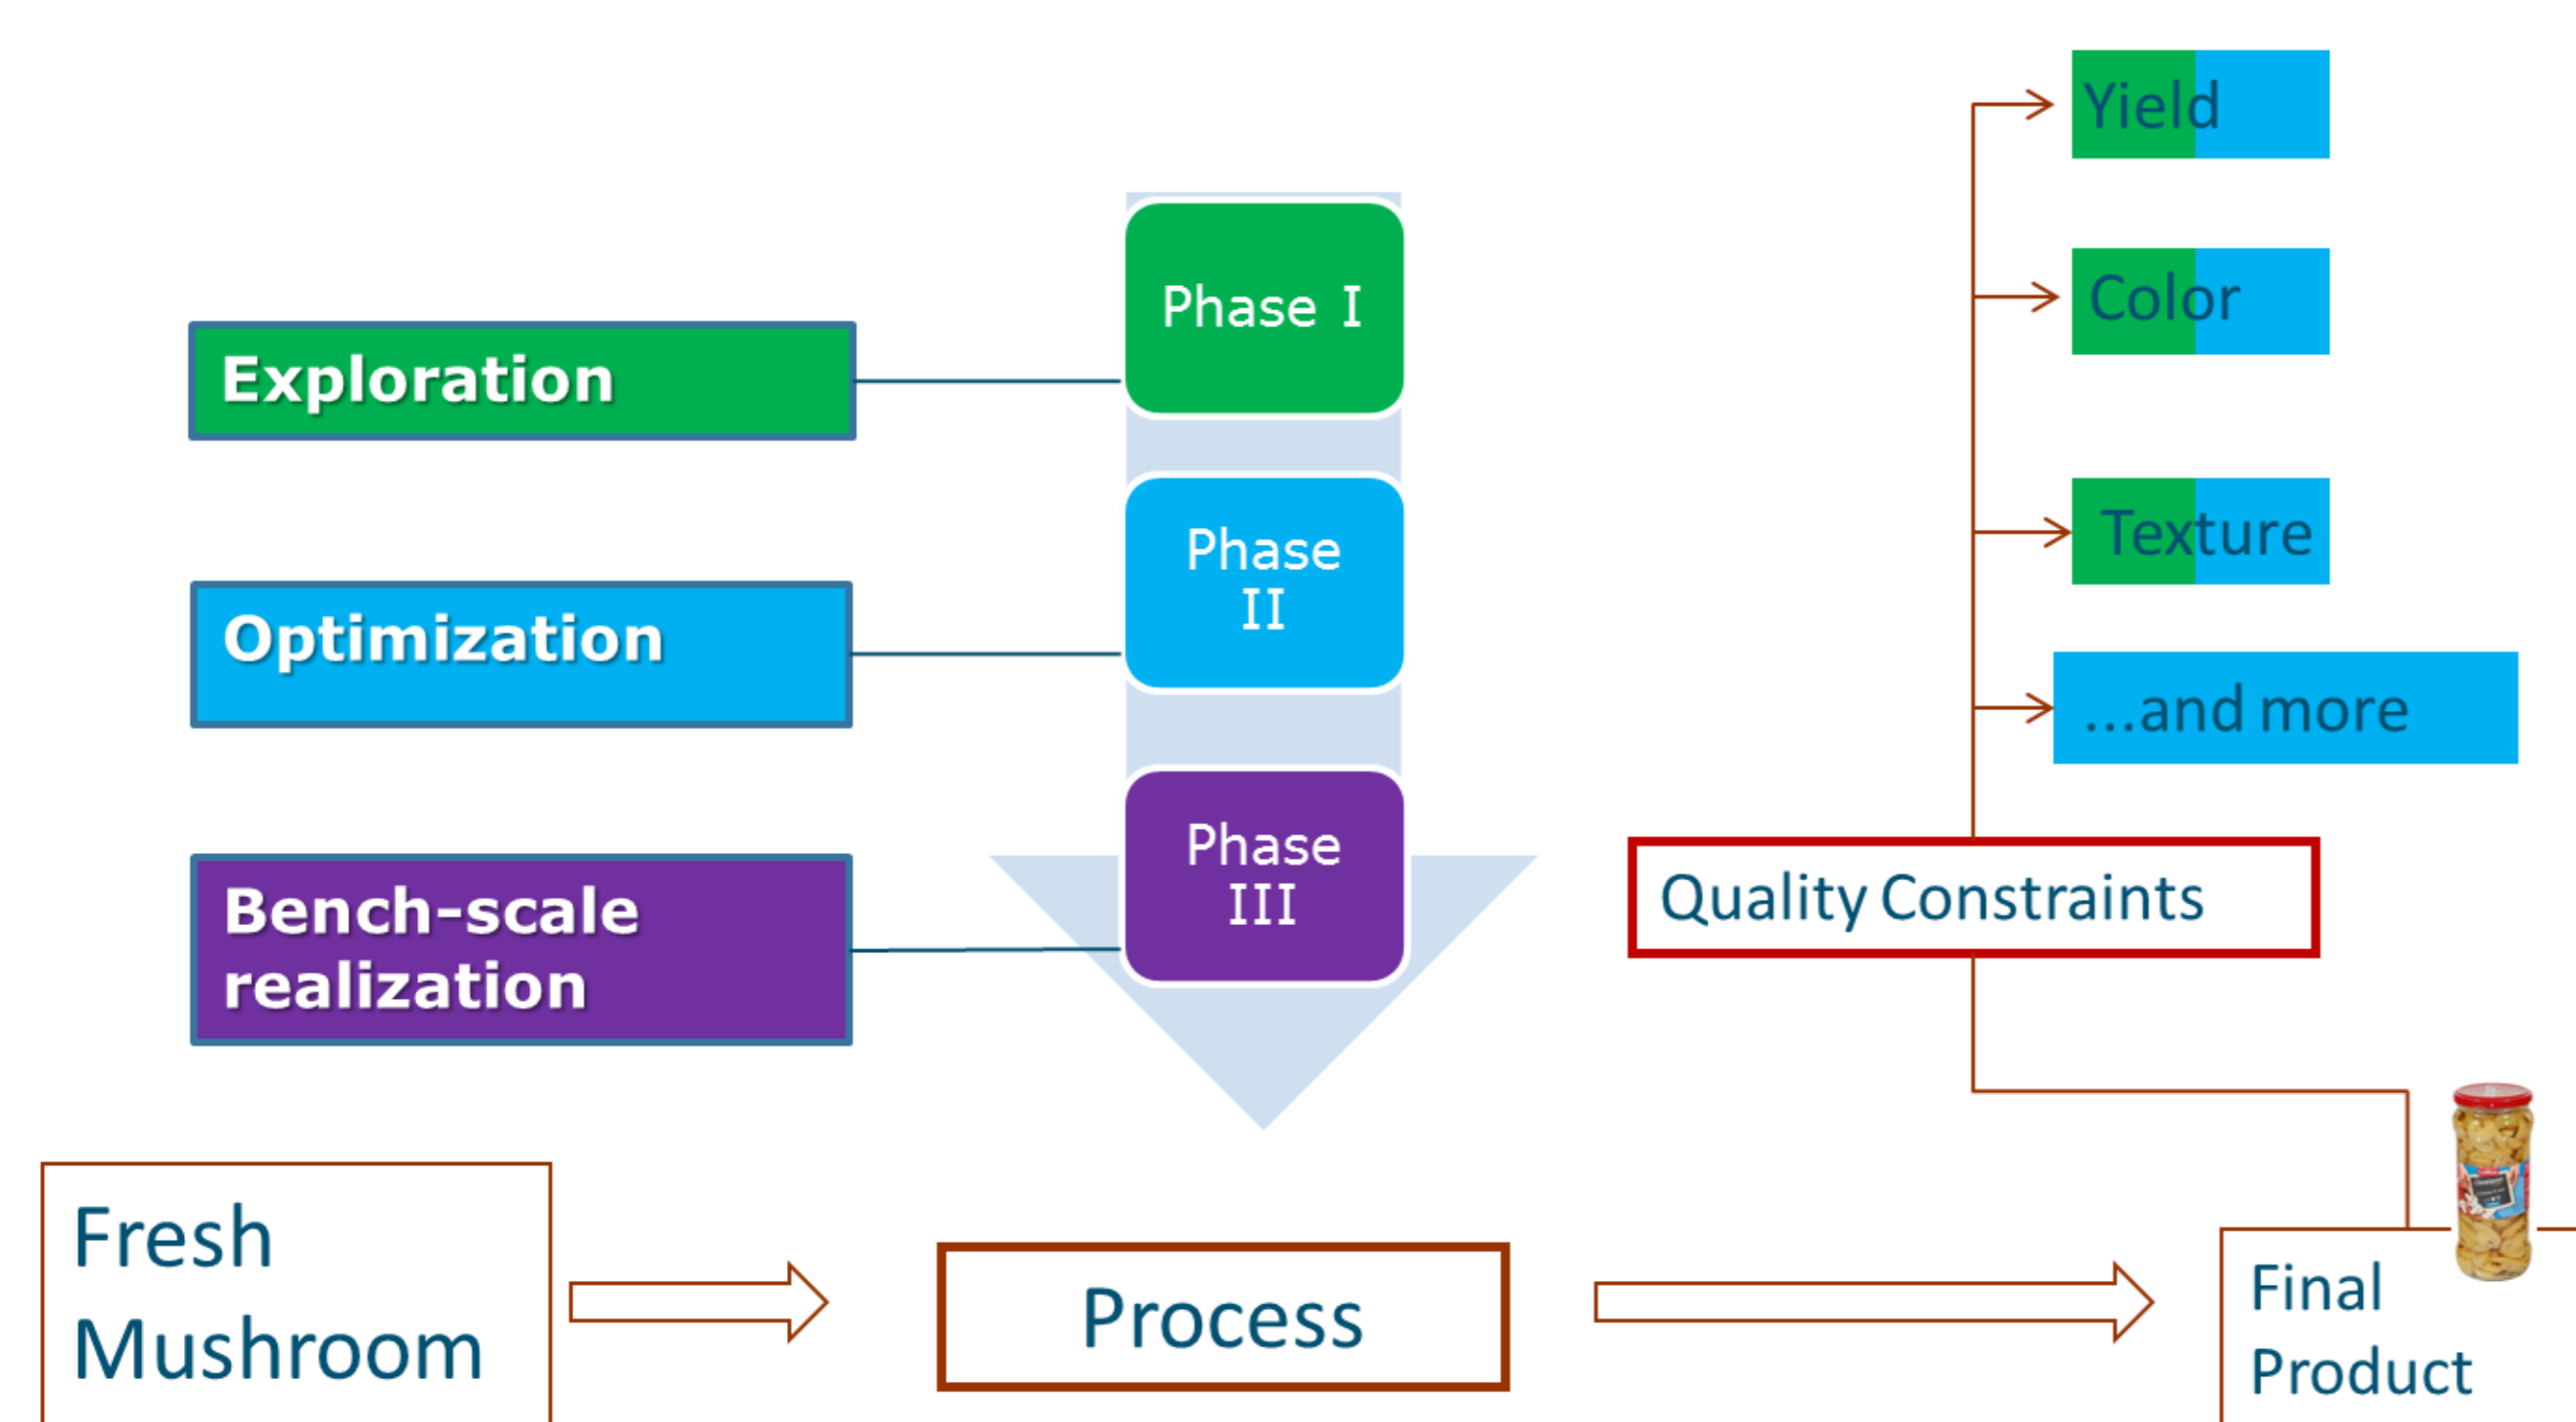 Exploration
Optimization
Bench-scale
realization
Phase I
Phase
II
Phase
III
Yield
Color
Texture
...and more
Quality Constraints
Fresh
Mushroom
Process
Final
Product